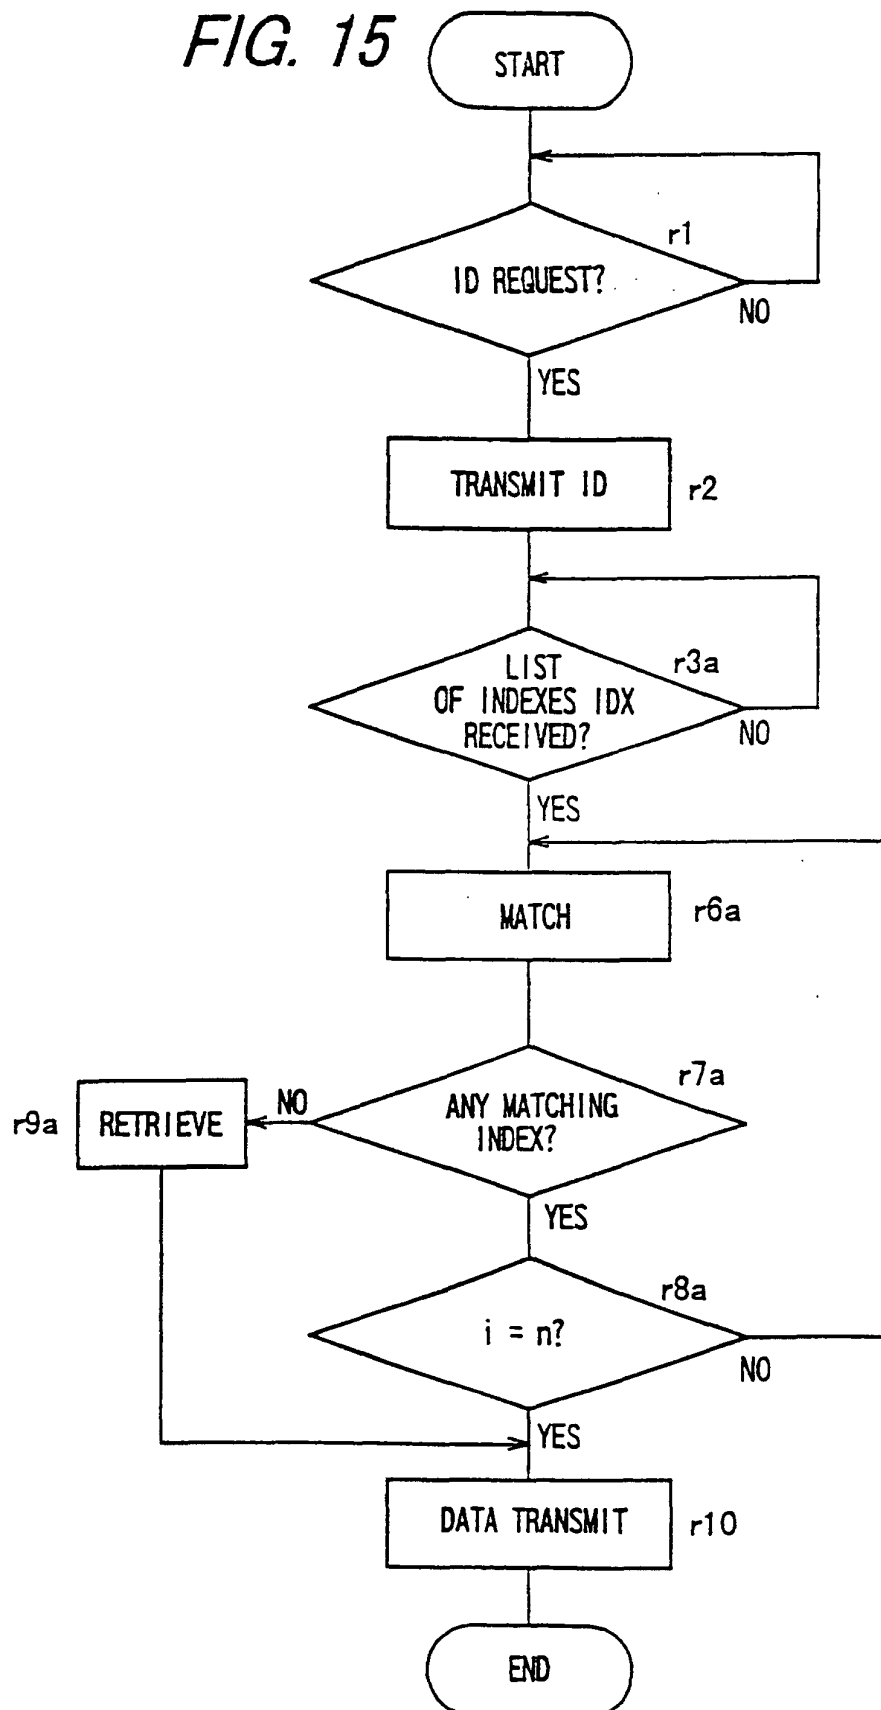 FIG. 15
START
r1
ID REQUEST?
NO
YES
TRANSMIT ID
r2
LIST
r3a
OF INDEXES IDX
RECEIVED?
NO
YES
MATCH
r6a
r7a
r9a
RETRIEVE
NO
ANY MATCHING
INDEX?
YES
r8a
i = n?
NO
YES
DATA TRANSMIT
r10
END